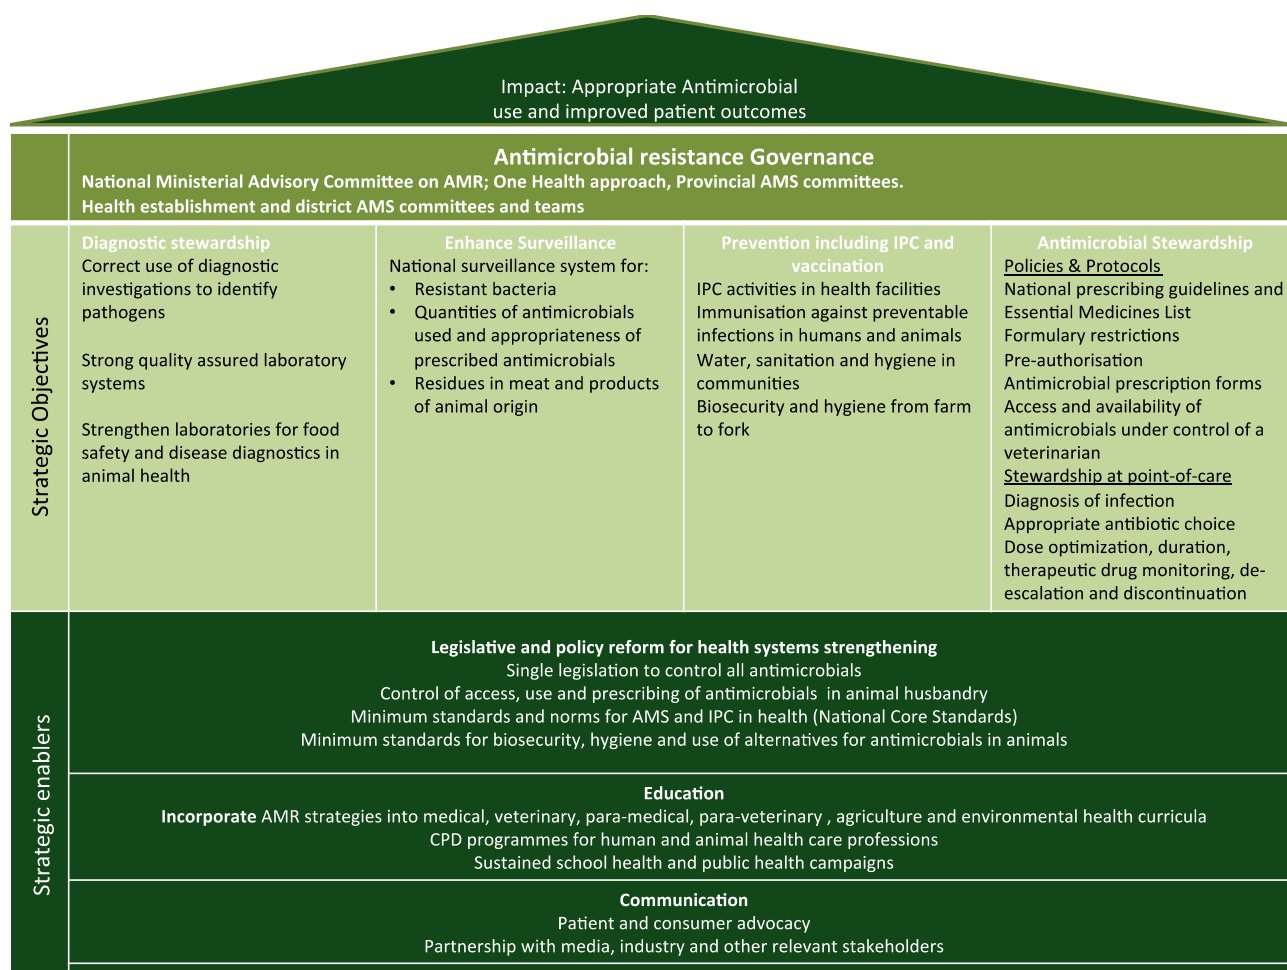 Impact: Appropriate Antimicrobial
use and improved patient outcomes
Antimicrobial resistance Governance
National Ministerial Advisory Committee on AMR; One Health approach, Provincial AMS committees.
Health establishment and district AMS committees and teams
Strategic Objectives
Diagnostic stewardship
Correct use of diagnostic
investigations to identify
pathogens
Strong quality assured laboratory
systems
Strengthen laboratories for food
safety and disease diagnostics in
animal health
Enhance Surveillance
National surveillance system for:
• Resistant bacteria
• Quantities of antimicrobials
used and appropriateness of
prescribed antimicrobials
• Residues in meat and products
of animal origin
Prevention including IPC and
vaccination
IPC activities in health facilities
Immunisation against preventable
infections in humans and animals
Water, sanitation and hygiene in
communities
Biosecurity and hygiene from farm
to fork
Antimicrobial Stewardship
Policies & Protocols
National prescribing guidelines and
Essential Medicines List
Formulary restrictions
Pre-authorisation
Antimicrobial prescription forms
Access and availability of
antimicrobials under control of a
veterinarian
Stewardship at point-of-care
Diagnosis of infection
Appropriate antibiotic choice
Dose optimization, duration,
therapeutic drug monitoring, de-
escalation and discontinuation
Strategic enablers
Legislative and policy reform for health systems strengthening
Single legislation to control all antimicrobials
Control of access, use and prescribing of antimicrobials  in animal husbandry
Minimum standards and norms for AMS and IPC in health (National Core Standards)
Minimum standards for biosecurity, hygiene and use of alternatives for antimicrobials in animals
Education
Incorporate AMR strategies into medical, veterinary, para-medical, para-veterinary , agriculture and environmental health curricula
CPD programmes for human and animal health care professions
Sustained school health and public health campaigns
Communication
Patient and consumer advocacy
Partnership with media, industry and other relevant stakeholders